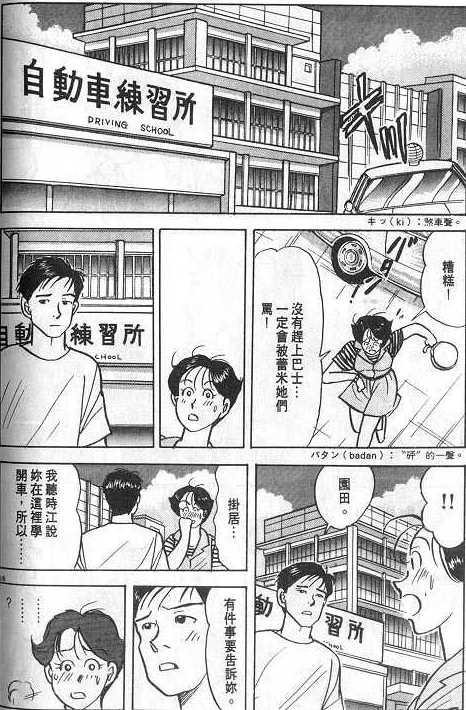 自動車練習所
DRIVING SCHOOL
キッ
キッ(ki)：煞車聲。
糟糕！
沒有趕上巴士…
一定會被蕾米她們
罵！
自動 練習所
CHOOL
バタン(badan)："砰"的一聲。
!!
園田。
動 車練習所
掛居…
我聽時江說
妳在這裡學
開車，所以……
有件事要告訴妳。
………
………
？